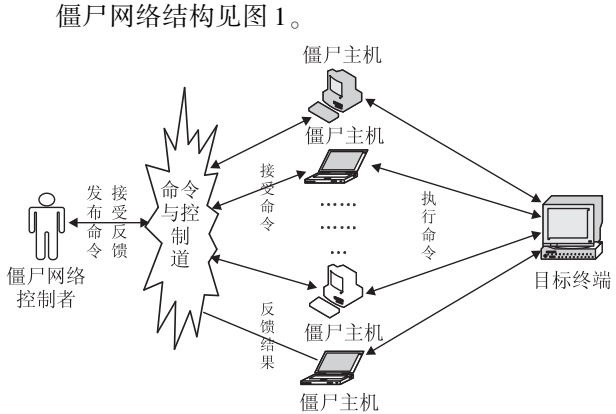 僵尸网络结构见图1。
僵尸主机
僵尸主机
发布命令
接受反馈
命令
与控
制
道
接受命令
……
……
…
执行命令
僵尸网络
控制者
目标终端
僵尸主机
反馈结果
僵尸主机